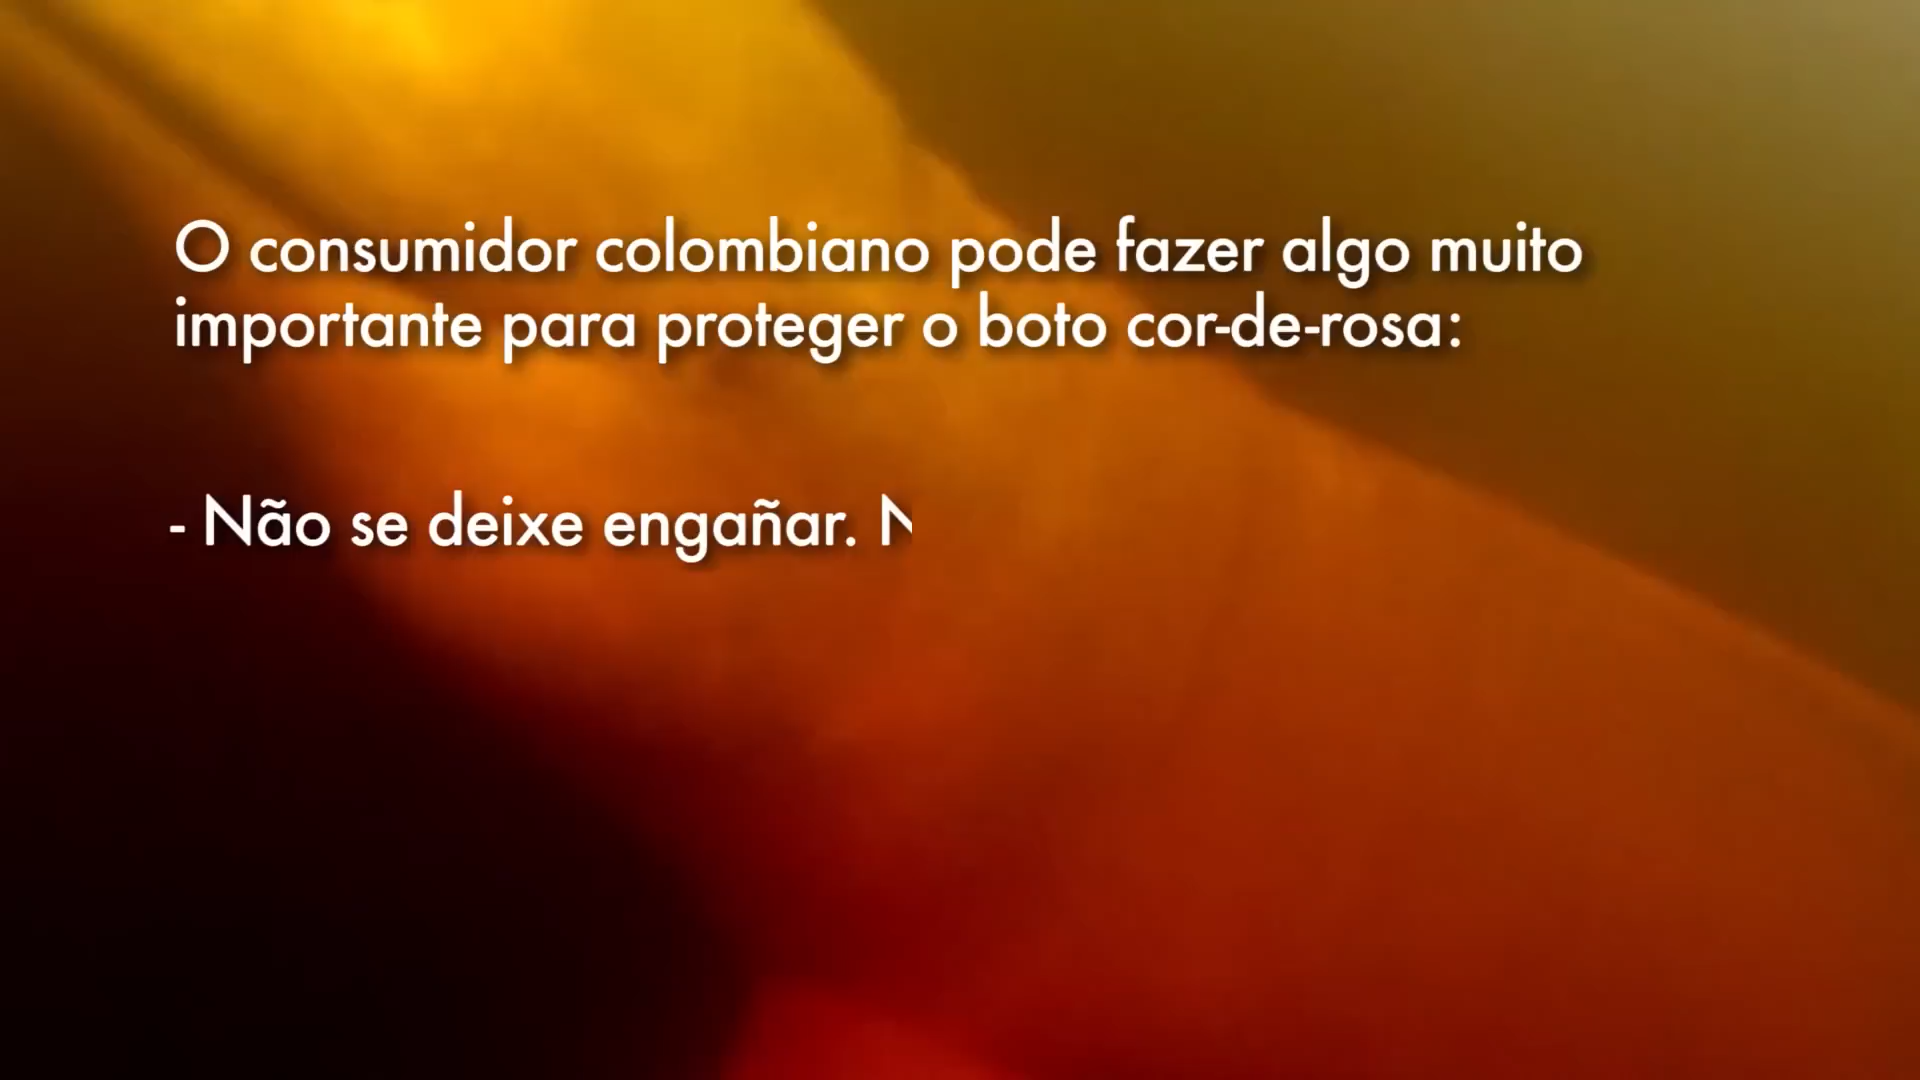 O consumidor colombiano pode fazer algo muito
importante para proteger o boto cor-de-rosa:
- Não se deixe engañar. N